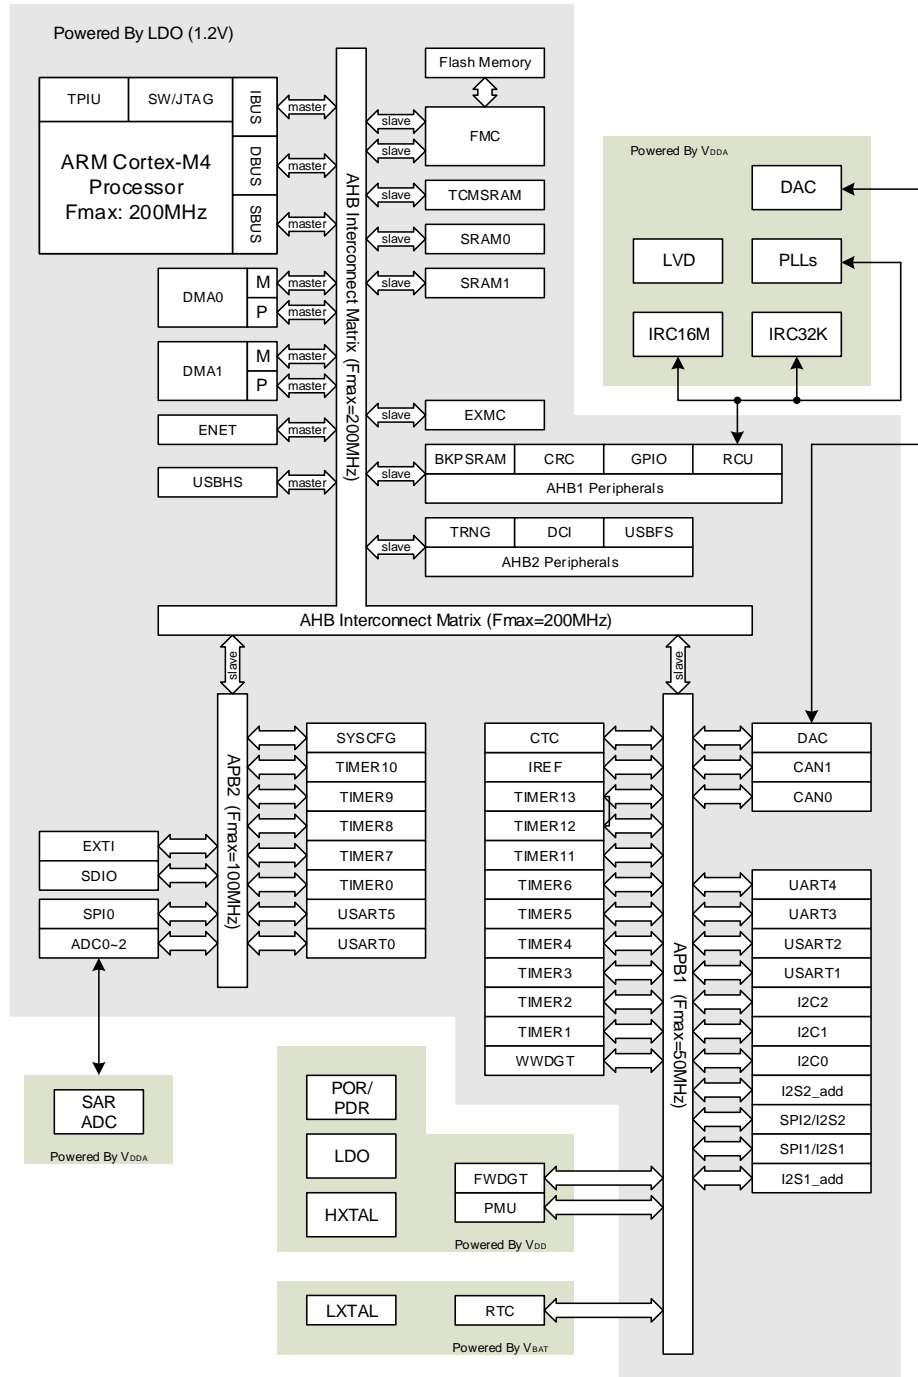 Powered By LDO (1.2V)
TPIU
SW/JTAG
IBUS
DBUS
SBUS
ARM Cortex-M4
Processor
Fmax: 200MHz
master
master
master
DMA0
M
P
master
master
DMA1
M
P
master
master
ENET
master
USBHS
master
AHB Interconnect Matrix (Fmax=200MHz)
Flash Memory
slave
slave
FMC
slave
TCMSRAM
slave
SRAM0
slave
SRAM1
slave
EXMC
slave
BKPSRAM
CRC
GPIO
RCU
AHB1 Peripherals
slave
TRNG
DCI
USBFS
AHB2 Peripherals
Powered By VDDA
DAC
LVD
PLLs
IRC16M
IRC32K
AHB Interconnect Matrix (Fmax=200MHz)
slave
slave
APB2 (Fmax=100MHz)
SYSCFG
TIMER10
TIMER9
TIMER8
TIMER7
TIMER0
USART5
USART0
EXTI
SDIO
SPI0
ADC0~2
SAR
ADC
Powered By VDDA
CTC
IREF
TIMER13
TIMER12
TIMER11
TIMER6
TIMER5
TIMER4
TIMER3
TIMER2
TIMER1
WWDGT
APB1 (Fmax=50MHz)
DAC
CAN1
CAN0
UART4
UART3
USART2
USART1
I2C2
I2C1
I2C0
I2S2_add
SPI2/I2S2
SPI1/I2S1
I2S1_add
POR/
PDR
LDO
HXTAL
FWDGT
PMU
Powered By VDD
LXTAL
RTC
Powered By VBAT